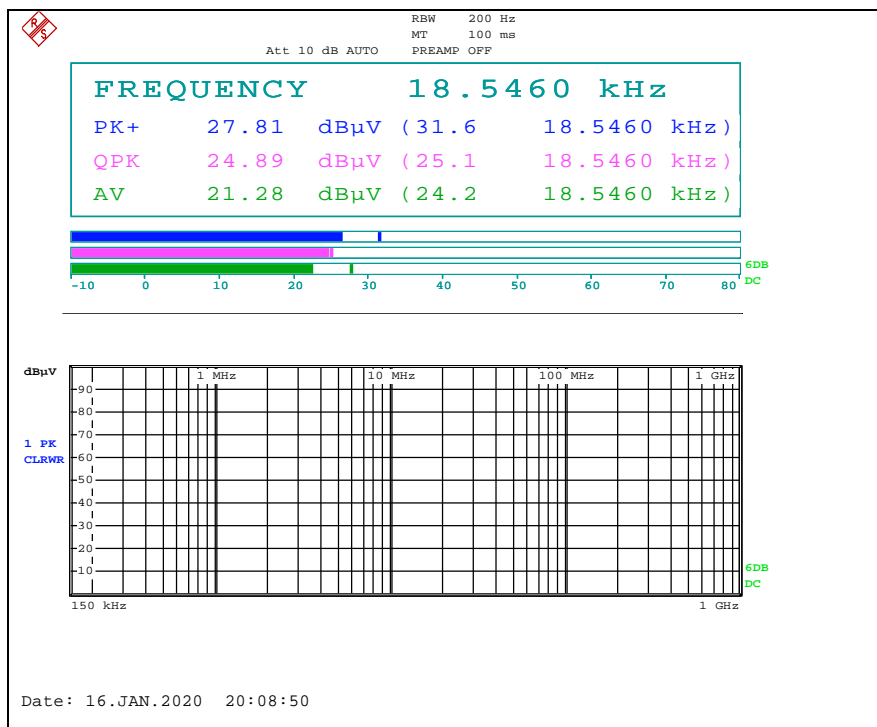 R S
RBW 200 Hz
MT 100 ms
Att 10 dB AUTO PREAMP OFF
FREQUENCY 18.5460 kHz
PK+ 27.81 dBµV (31.6 18.5460 kHz)
QPK 24.89 dBµV (25.1 18.5460 kHz)
AV 21.28 dBµV (24.2 18.5460 kHz)
6DB
DC
-10 0 10 20 30 40 50 60 70 80
dBµV
1 MHz 10 MHz 100 MHz 1 GHz
90
80
70
1 PK
CLRWR
60
50
40
30
20
10
6DB
DC
150 kHz 1 GHz
Date: 16.JAN.2020 20:08:50